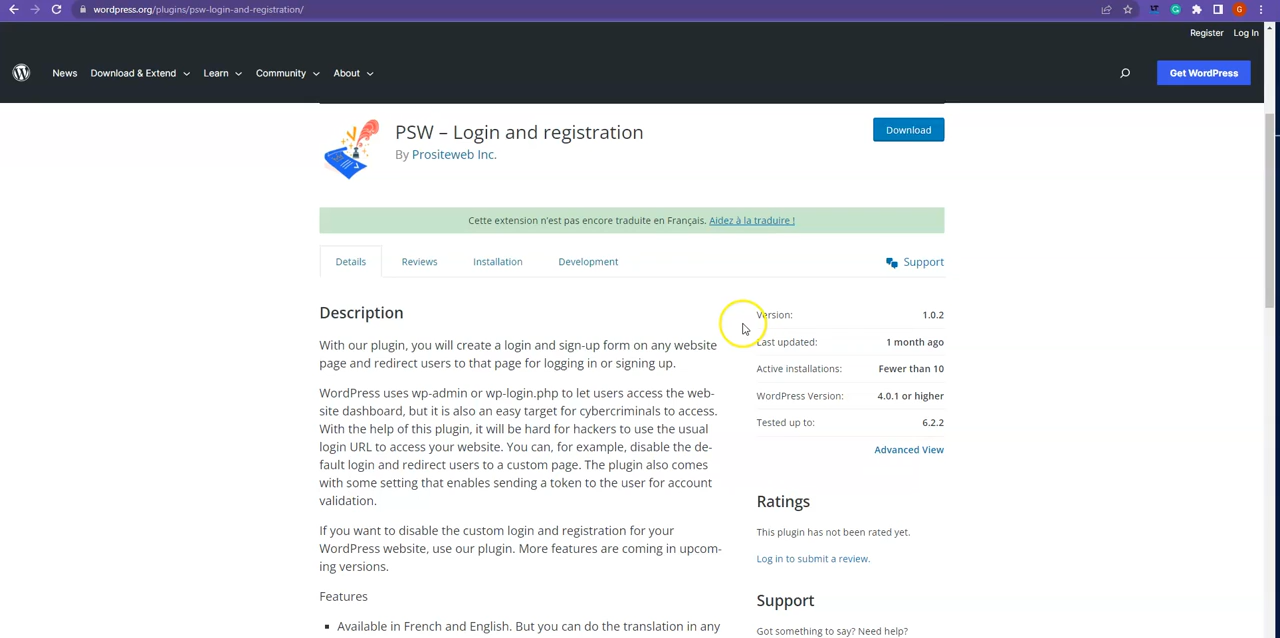 wordpress.org/plugins/psw-login-and-registration/
G
Register Log In
News Download & Extend Learn Community About Get WordPress
PSW – Login and registration
Download
By Prositeweb Inc.
Cette extension n'est pas encore traduite en Français. Aidez à la traduire !
Details Reviews Installation Development Support
Description
With our plugin, you will create a login and sign-up form on any website
page and redirect users to that page for logging in or signing up.
WordPress uses wp-admin or wp-login.php to let users access the web-
site dashboard, but it is also an easy target for cybercriminals to access.
With the help of this plugin, it will be hard for hackers to use the usual
login URL to access your website. You can, for example, disable the de-
fault login and redirect users to a custom page. The plugin also comes
with some setting that enables sending a token to the user for account
validation.
If you want to disable the custom login and registration for your
WordPress website, use our plugin. More features are coming in upcom-
ing versions.
Features
▪ Available in French and English. But you can do the translation in any
Version: 1.0.2
Last updated: 1 month ago
Active installations: Fewer than 10
WordPress Version: 4.0.1 or higher
Tested up to: 6.2.2
Advanced View
Ratings
This plugin has not been rated yet.
Log in to submit a review.
Support
Got something to say? Need help?